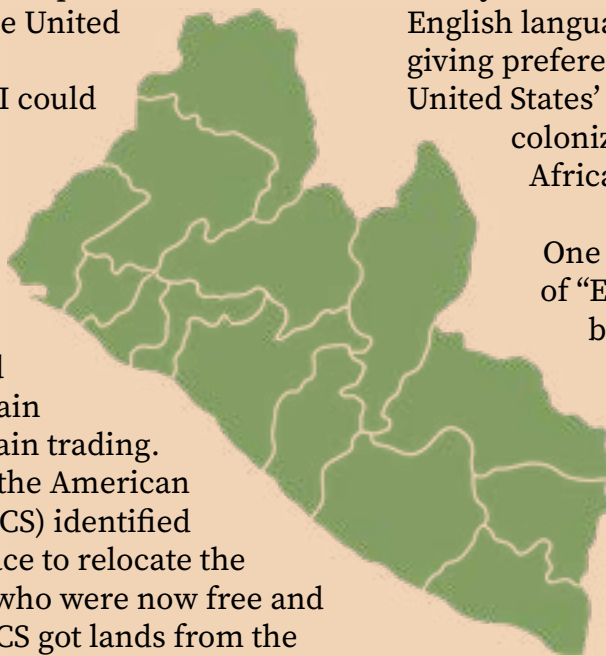 e United
I could
ain
ain trading.
the American
CS) identified
ace to relocate the
who were now free and
CS got lands from the
English langua
giving prefere
United States’
coloniz
Africa
One
of “E
b